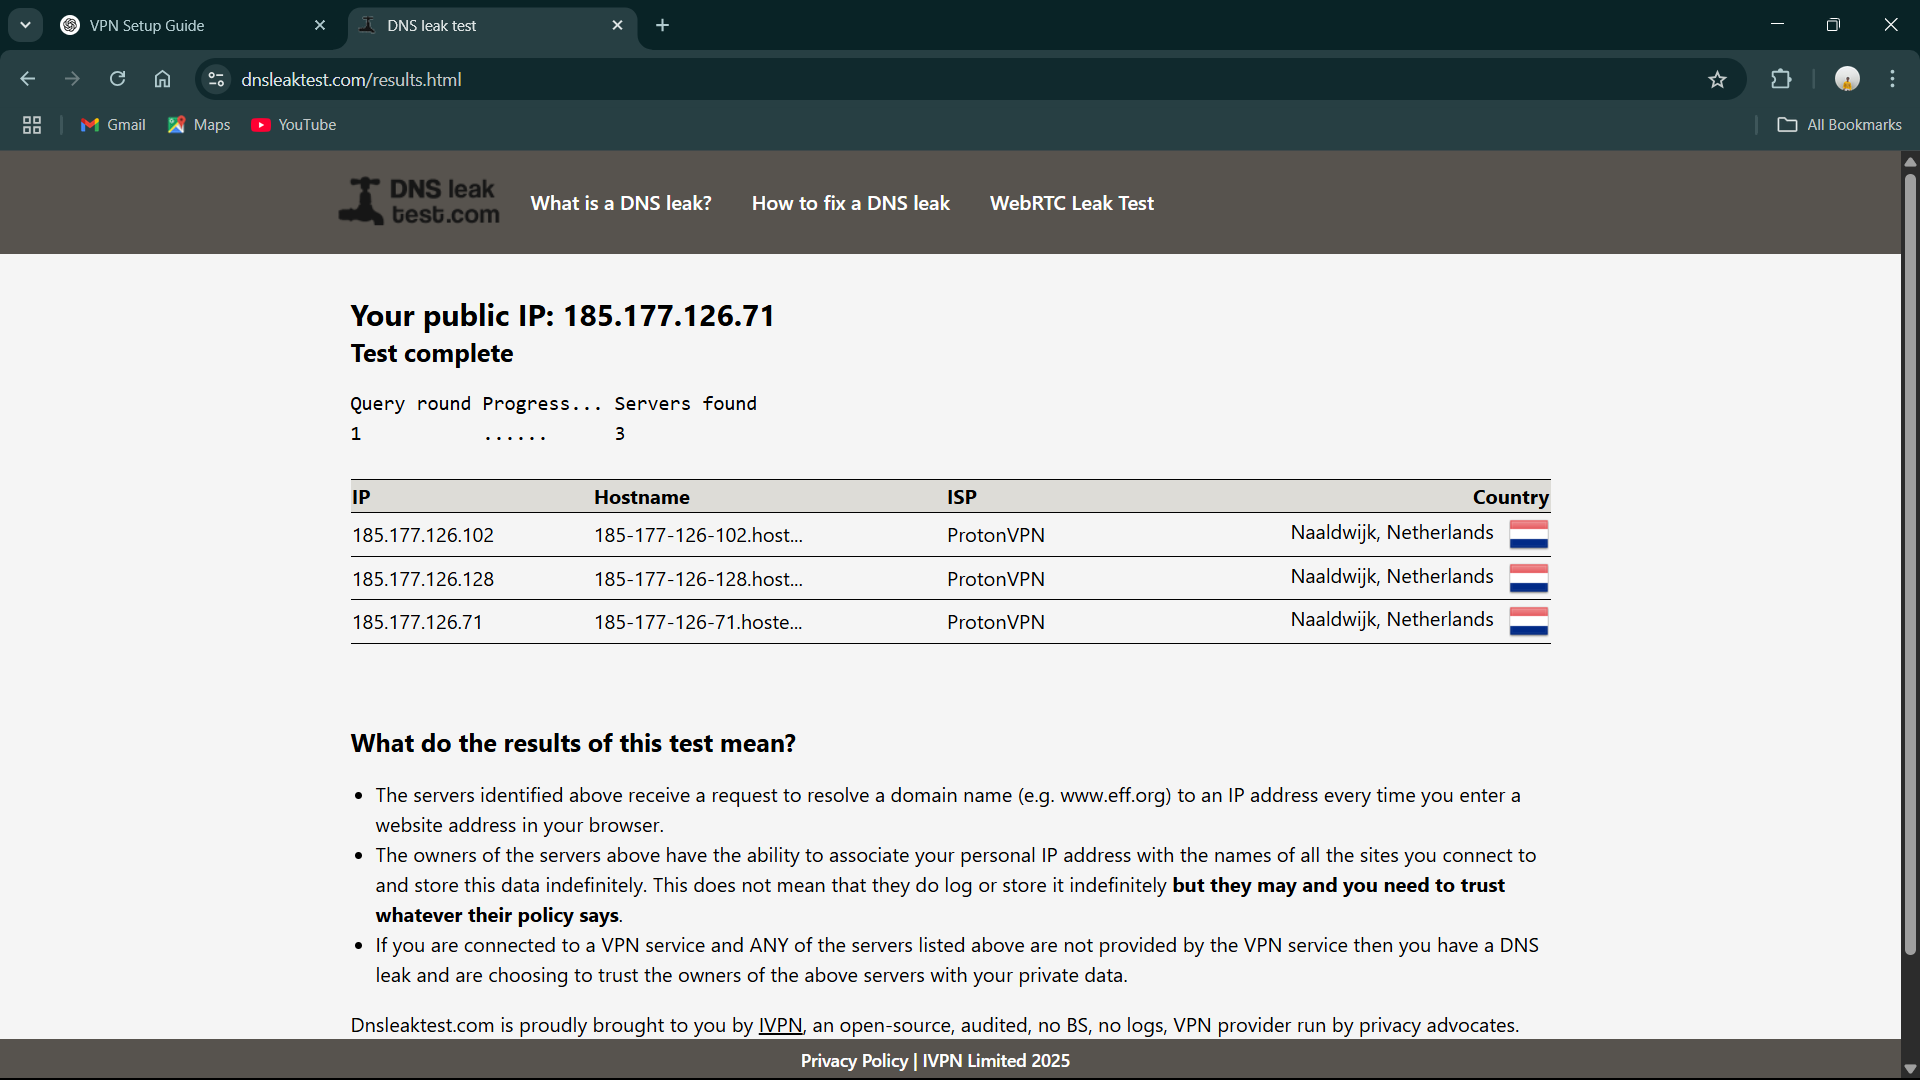 VPN Setup Guide
DNS leak test
dnsleaktest.com/results.html
Gmail
Maps
YouTube
All Bookmarks
DNS leak
test.com
What is a DNS leak?
How to fix a DNS leak
WebRTC Leak Test
Your public IP: 185.177.126.71
Test complete
Query round Progress... Servers found
1 ...... 3
IP Hostname ISP Country
185.177.126.102 185-177-126-102.host... ProtonVPN Naaldwijk, Netherlands
185.177.126.128 185-177-126-128.host... ProtonVPN Naaldwijk, Netherlands
185.177.126.71 185-177-126-71.hoste... ProtonVPN Naaldwijk, Netherlands
What do the results of this test mean?
• The servers identified above receive a request to resolve a domain name (e.g. www.eff.org) to an IP address every time you enter a
website address in your browser.
• The owners of the servers above have the ability to associate your personal IP address with the names of all the sites you connect to
and store this data indefinitely. This does not mean that they do log or store it indefinitely but they may and you need to trust
whatever their policy says.
• If you are connected to a VPN service and ANY of the servers listed above are not provided by the VPN service then you have a DNS
leak and are choosing to trust the owners of the above servers with your private data.
Dnsleaktest.com is proudly brought to you by IVPN, an open-source, audited, no BS, no logs, VPN provider run by privacy advocates.
Privacy Policy | IVPN Limited 2025